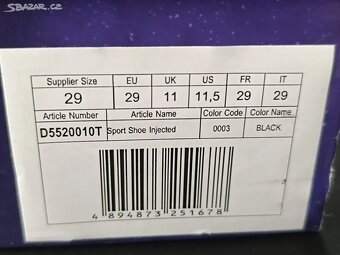 SBAZAR.CZ
Supplier Size EU UK US FR IT
29 29 11 11,5 29 29
Article Number Article Name Color Code Color Name
D5520010T Sport Shoe Injected 0003 BLACK
4 894873 251678